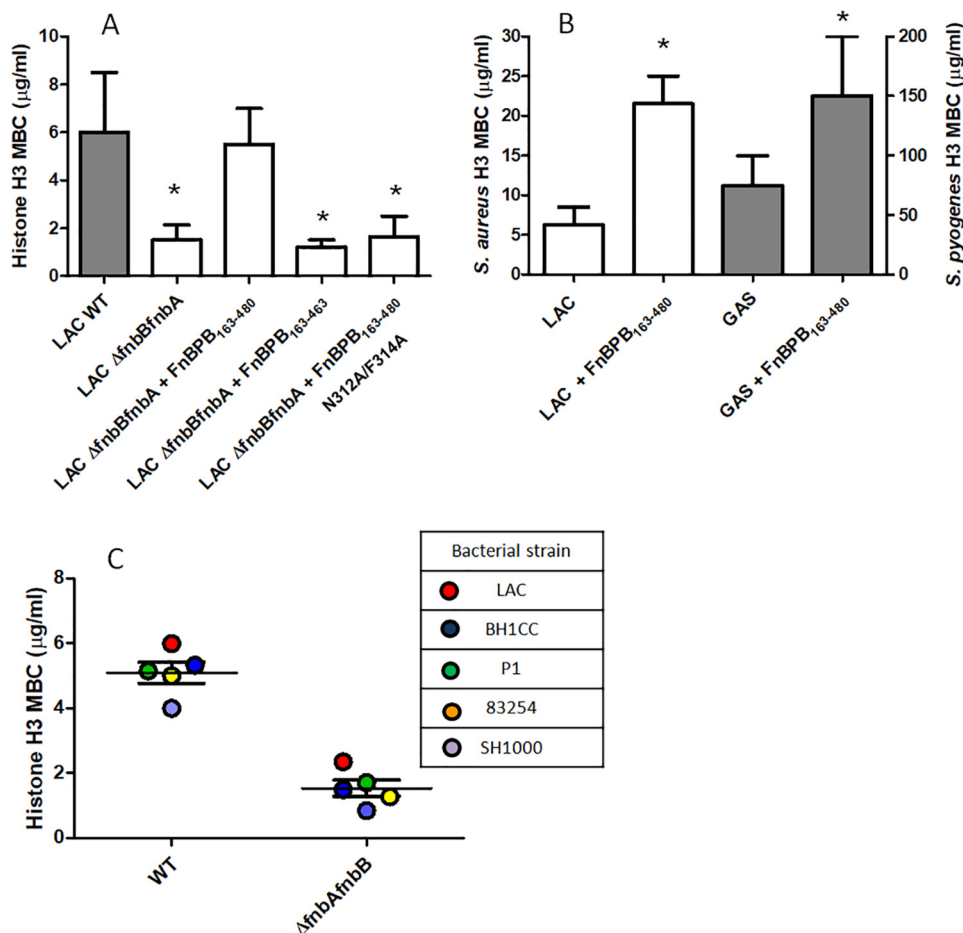 A
Histone H3 MBC (μg/ml)
10
8
6
4
2
0
LAC WT
LAC ΔfnbBfnbA
LAC ΔfnbBfnbA + FnBPB163-480
LAC ΔfnbBfnbA + FnBPB163-463
LAC ΔfnbBfnbA + FnBPB163-480
N312A/F314A
*
*
*
B
S. aureus H3 MBC (μg/ml)
30
25
20
15
10
5
0
*
*
200
150
100
50
0
S. pyogenes H3 MBC (μg/ml)
LAC
LAC + FnBPB163-480
GAS
GAS + FnBPB163-480
C
Histone H3 MBC (μg/ml)
8
6
4
2
0
WT
ΔfnbAfnbB
Bacterial strain
LAC
BH1CC
P1
83254
SH1000